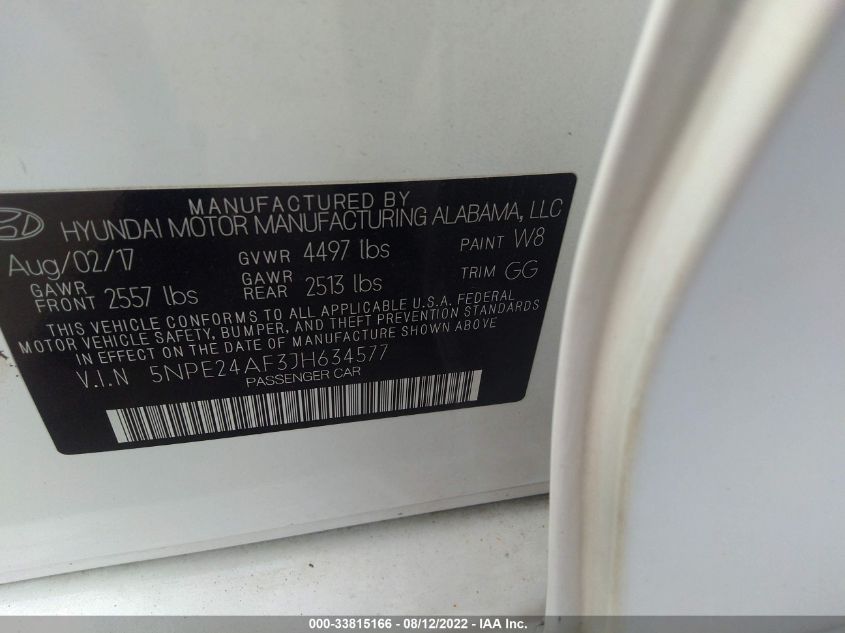 MANUFACTURED BY
HYUNDAI MOTOR MANUFACTURING ALABAMA, LLC
Aug/02/17 GVWR 4497 lbs PAINT W8
GAWR FRONT 2557 lbs GAWR REAR 2513 lbs TRIM GG
THIS VEHICLE CONFORMS TO ALL APPLICABLE U.S.A. FEDERAL
MOTOR VEHICLE SAFETY, BUMPER, AND THEFT PREVENTION STANDARDS
IN EFFECT ON THE DATE OF MANUFACTURE SHOWN ABOVE
V.I.N 5NPE24AF3JH634577
PASSENGER CAR
000-33815166 - 08/12/2022 - IAA Inc.